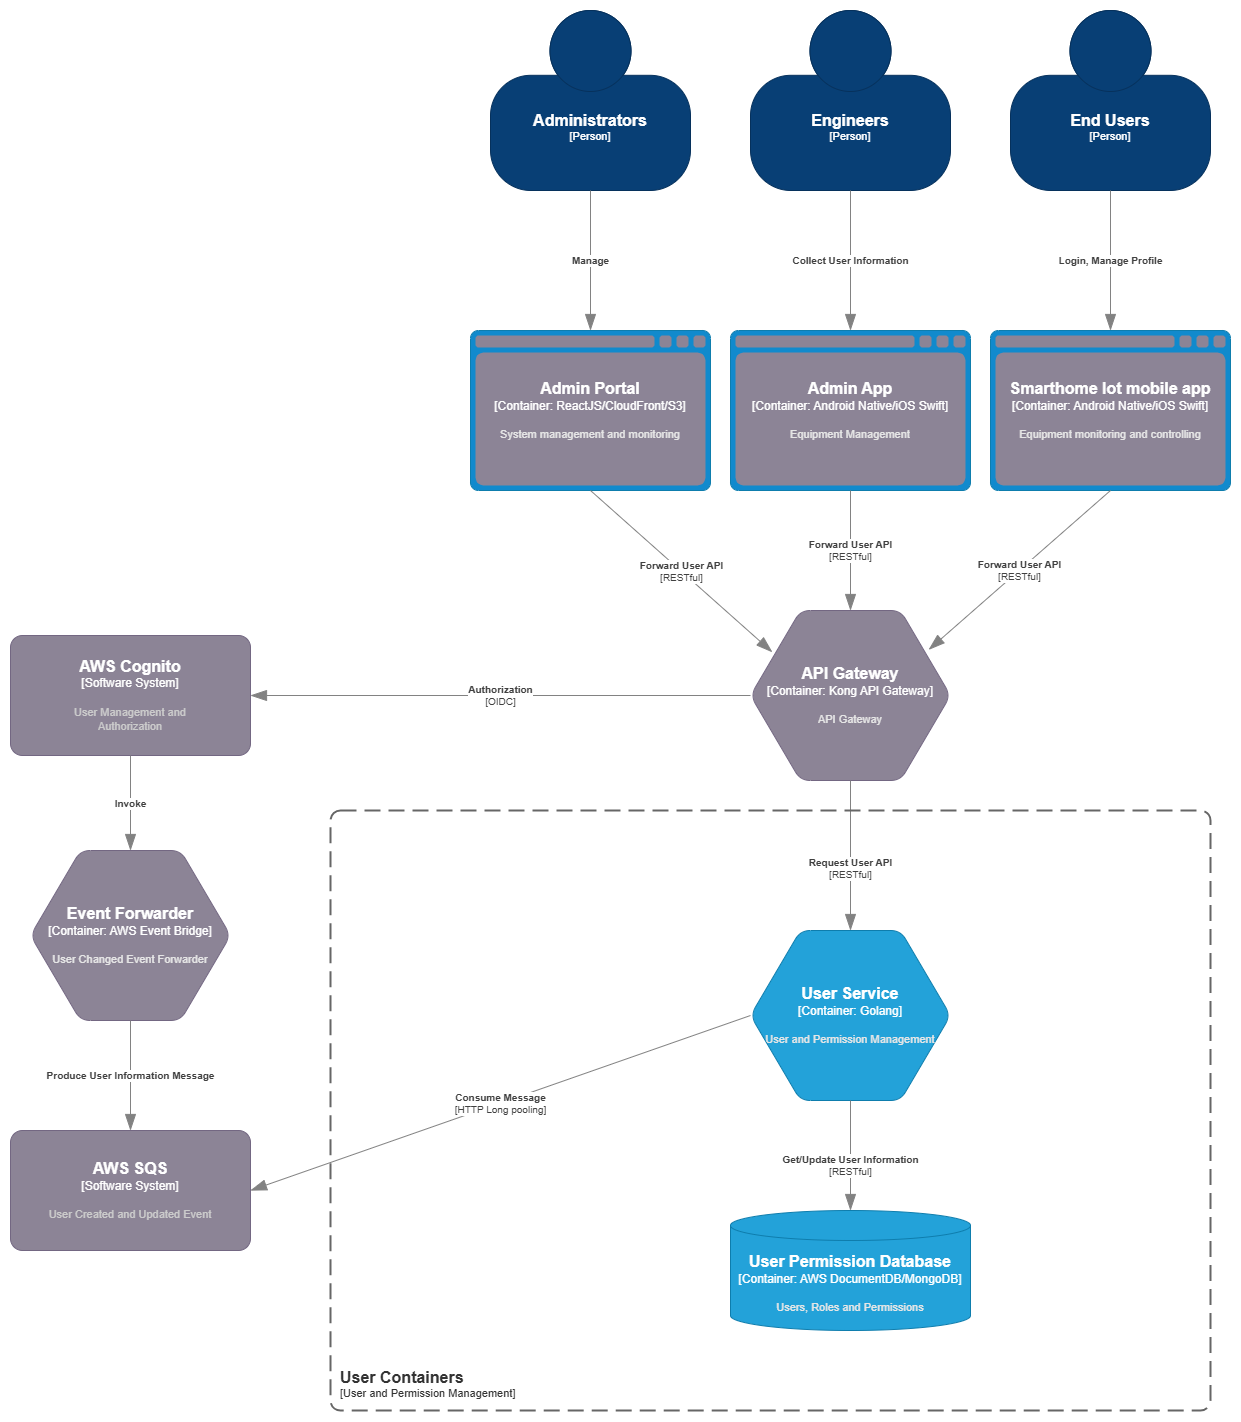 Administrators
[Person]
Engineers
[Person]
End Users
[Person]
Manage
Collect User Information
Login, Manage Profile
Admin Portal
[Container: ReactJS/CloudFront/S3]
System management and monitoring
Admin App
[Container: Android Native/iOS Swift]
Equipment Management
Smarthome Iot mobile app
[Container: Android Native/iOS Swift]
Equipment monitoring and controlling
Forward User API
[RESTful]
Forward User API
[RESTful]
Forward User API
[RESTful]
AWS Cognito
[Software System]
User Management and
Authorization
Authorization
[OIDC]
API Gateway
[Container: Kong API Gateway]
API Gateway
Invoke
Request User API
[RESTful]
Event Forwarder
[Container: AWS Event Bridge]
User Changed Event Forwarder
User Service
[Container: Golang]
User and Permission Management
Produce User Information Message
Consume Message
[HTTP Long pooling]
AWS SQS
[Software System]
User Created and Updated Event
Get/Update User Information
[RESTful]
User Permission Database
[Container: AWS DocumentDB/MongoDB]
Users, Roles and Permissions
User Containers
[User and Permission Management]